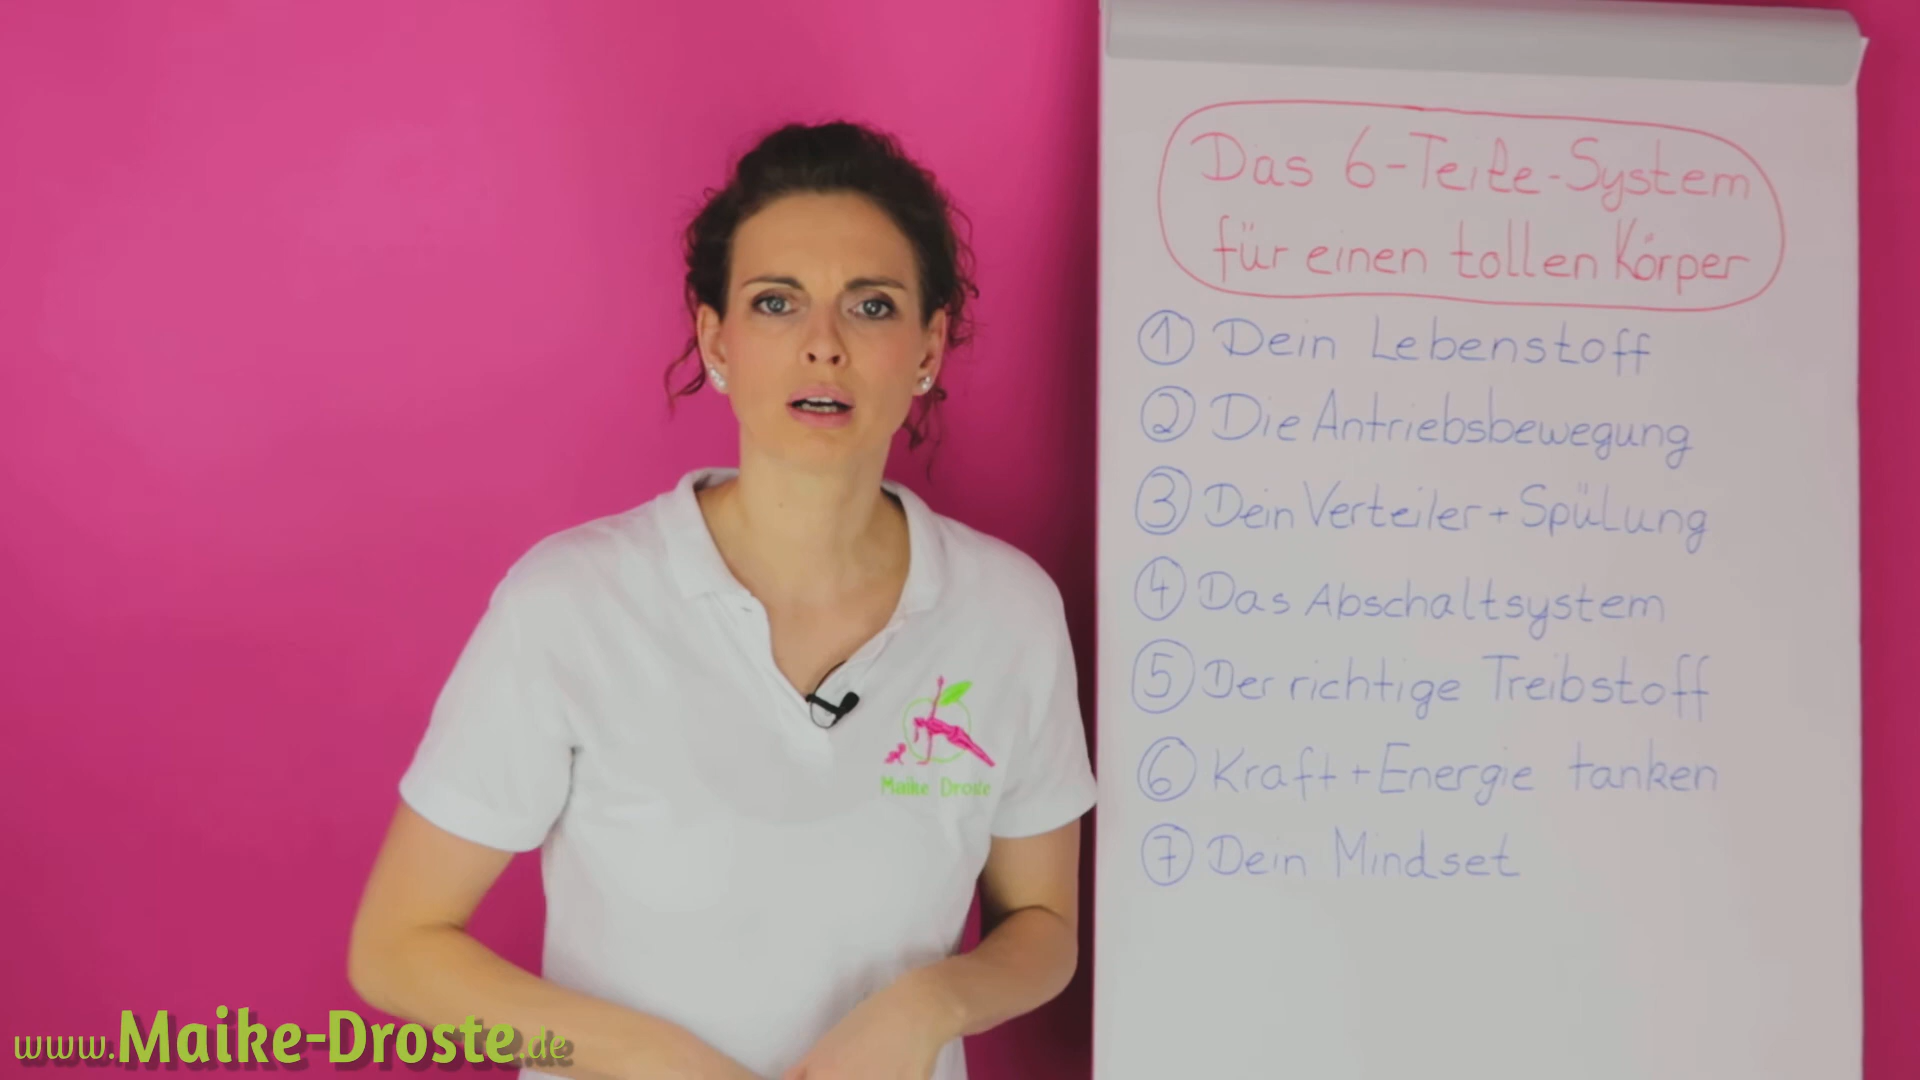 Das 6-Teile-System
für einen tollen Körper
① Dein Lebenstoff
② Die Antriebsbewegung
③ Dein Verteiler + Spülung
④ Das Abschaltsystem
⑤ Der richtige Treibstoff
⑥ Kraft + Energie tanken
⑦ Dein Mindset
Maike Droste
www.Maike-Droste.de